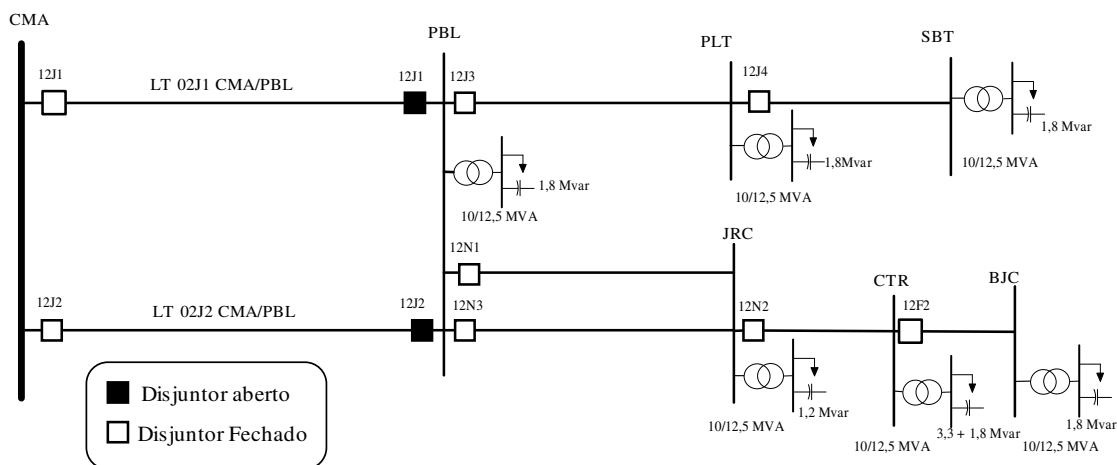 CMA
PBL
PLT
SBT
12J1
LT 02J1 CMA/PBL
12J1
12J3
12J4
1,8 Mvar
10/12,5 MVA
1,8Mvar
10/12,5 MVA
1,8 Mvar
10/12,5 MVA
JRC
12N1
CTR
BJC
12J2
LT 02J2 CMA/PBL
12J2
12N3
12N2
12F2
1,2 Mvar
10/12,5 MVA
3,3 + 1,8 Mvar
10/12,5 MVA
1,8 Mvar
10/12,5 MVA
Disjuntor aberto
Disjuntor Fechado